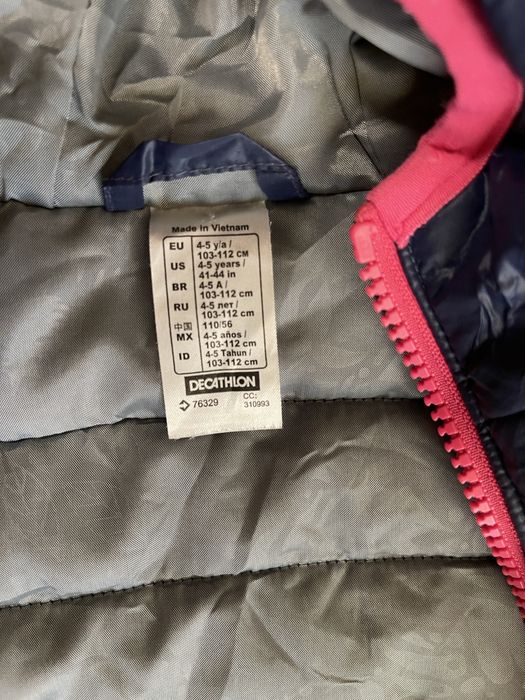 Made in Vietnam
EU 4-5 y/a /
103-112 CM
US 4-5 years /
41-44 in
BR 4-5 A /
103-112 cm
RU 4-5 лет /
103-112 cm
中国 110/56
MX 4-5 años /
103-112 cm
ID 4-5 Tahun /
103-112 cm
DECATHLON
76329 CC:
310993